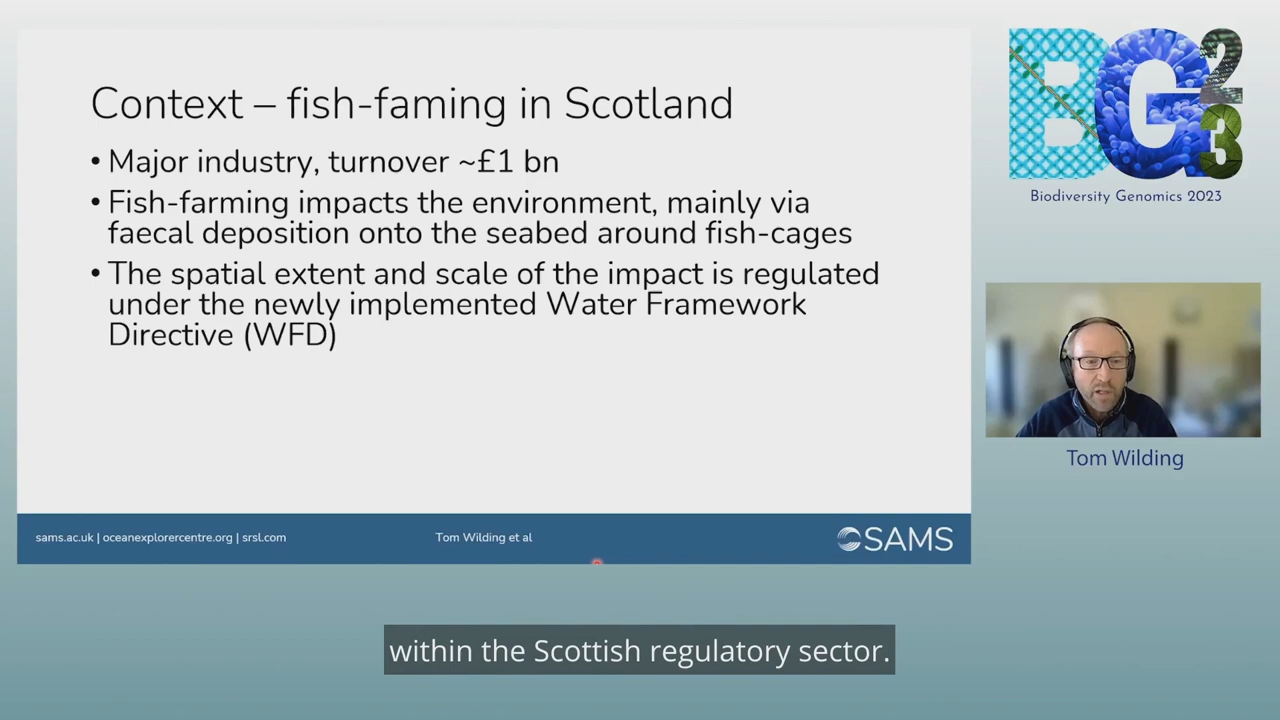 Context – fish-faming in Scotland
• Major industry, turnover ~£1 bn
• Fish-farming impacts the environment, mainly via
faecal deposition onto the seabed around fish-cages
• The spatial extent and scale of the impact is regulated
under the newly implemented Water Framework
Directive (WFD)
sams.ac.uk | oceanexplorercentre.org | srsl.com
Tom Wilding et al
SAMS
BG23
Biodiversity Genomics 2023
Tom Wilding
within the Scottish regulatory sector.